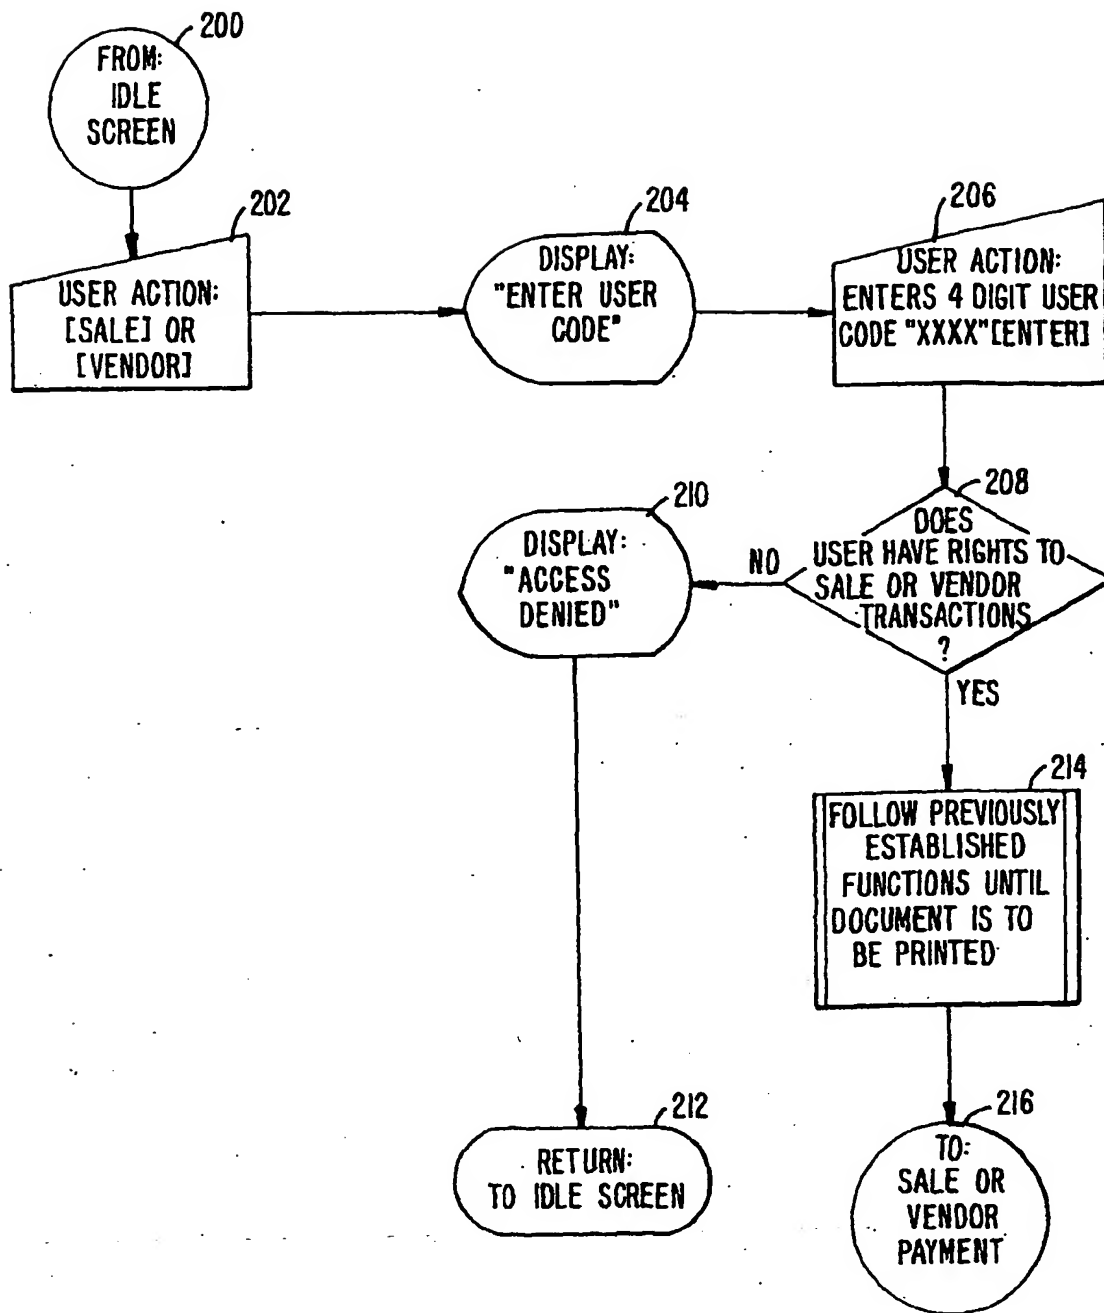 200
FROM:
IDLE
SCREEN
202
USER ACTION:
[SALE] OR
[VENDOR]
204
DISPLAY:
"ENTER USER
CODE"
206
USER ACTION:
ENTERS 4 DIGIT USER
CODE "XXXX"[ENTER]
208
DOES
USER HAVE RIGHTS TO
SALE OR VENDOR
TRANSACTIONS
?
NO
YES
210
DISPLAY:
"ACCESS
DENIED"
214
FOLLOW PREVIOUSLY
ESTABLISHED
FUNCTIONS UNTIL
DOCUMENT IS TO
BE PRINTED
212
RETURN:
TO IDLE SCREEN
216
TO:
SALE OR
VENDOR
PAYMENT